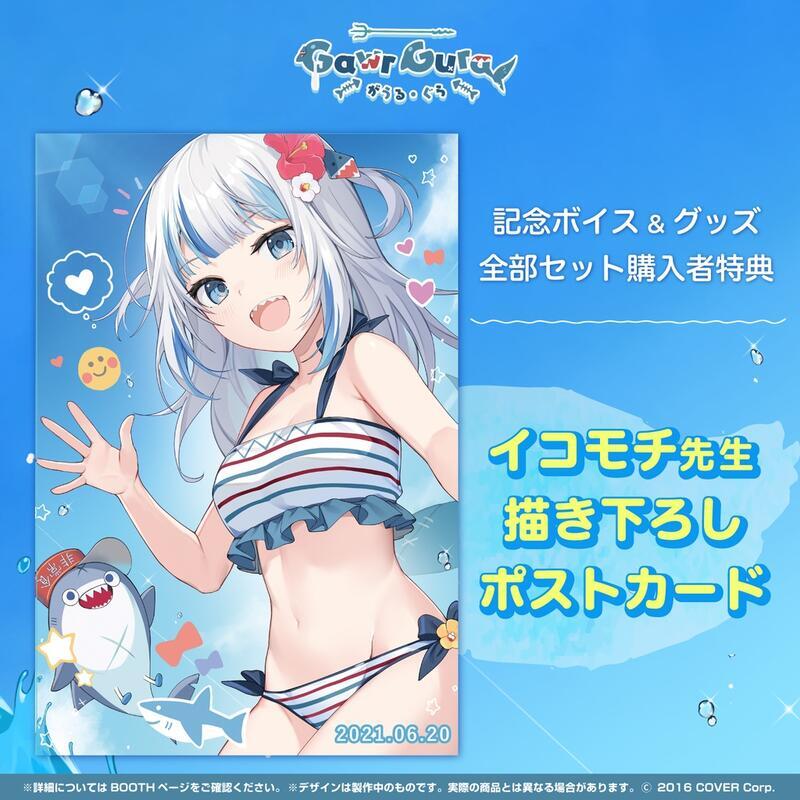 Gawr Gura
がうる・ぐら
記念ボイス & グッズ
全部セット購入者特典
イコモチ先生
描き下ろし
ポストカード
非常食
2021.06.20
※詳細については BOOTH ページをご確認ください。※デザインは製作中のものです。実際の商品とは異なる場合があります。© 2016 COVER Corp.